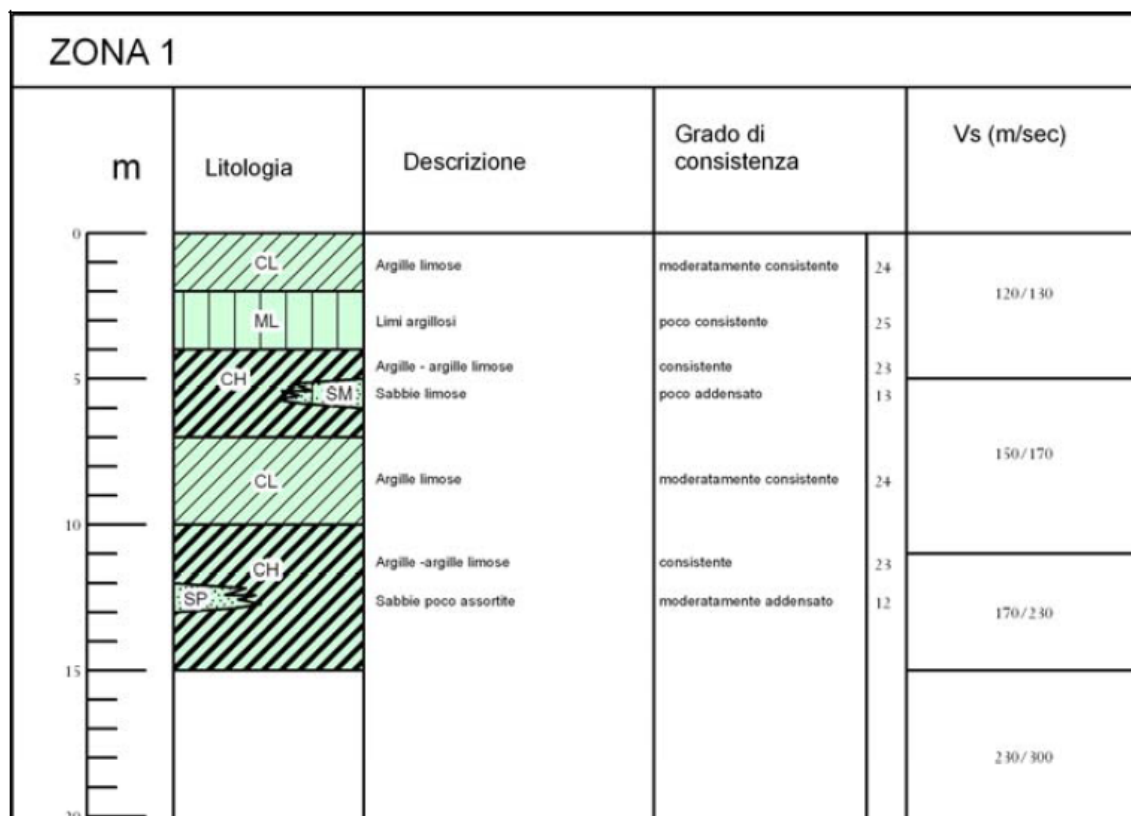 ZONA 1
m
Litologia
Descrizione
Grado di
consistenza
Vs (m/sec)
0
CL
Argille limose
moderatamente consistente
24
120/130
ML
Limi argillosi
poco consistente
25
CH
Argille - argille limose
consistente
23
5
SM
Sabbie limose
poco addensato
13
150/170
CL
Argille limose
moderatamente consistente
24
10
CH
Argille -argille limose
consistente
23
SP
Sabbie poco assortite
moderatamente addensato
12
170/230
15
230/300
20